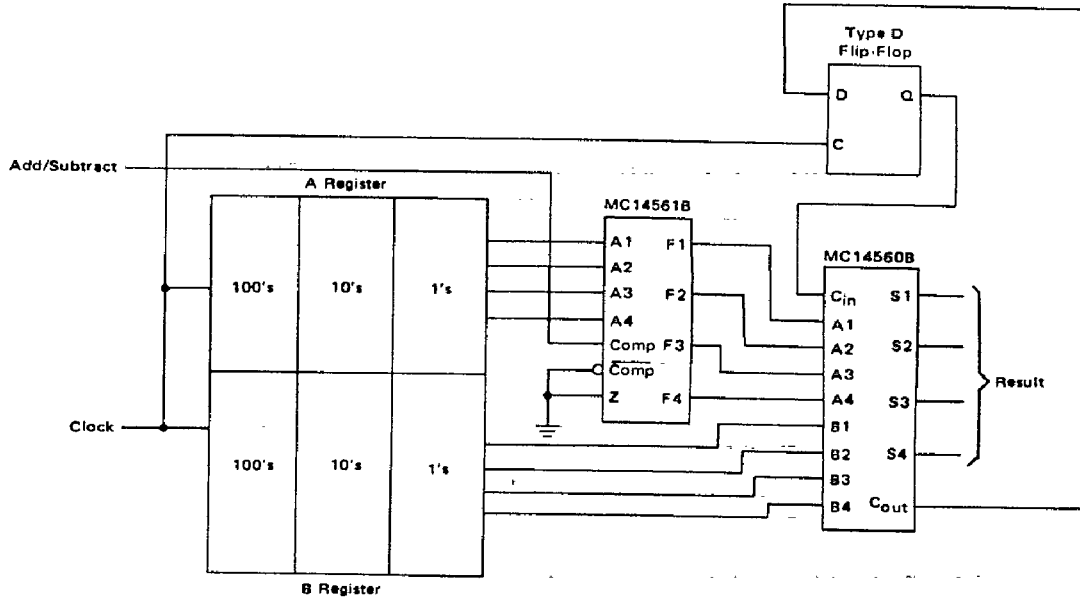 Type D
Flip-Flop
D Q
C
Add/Subtract
A Register
100's 10's 1's
MC14561B
A1 F1
A2
A3 F2
A4
Comp F3
Comp
Z F4
MC14560B
Cin S1
A1
A2 S2
A3
A4 S3
B1
B2 S4
B3
B4 Cout
Result
Clock
100's 10's 1's
B Register